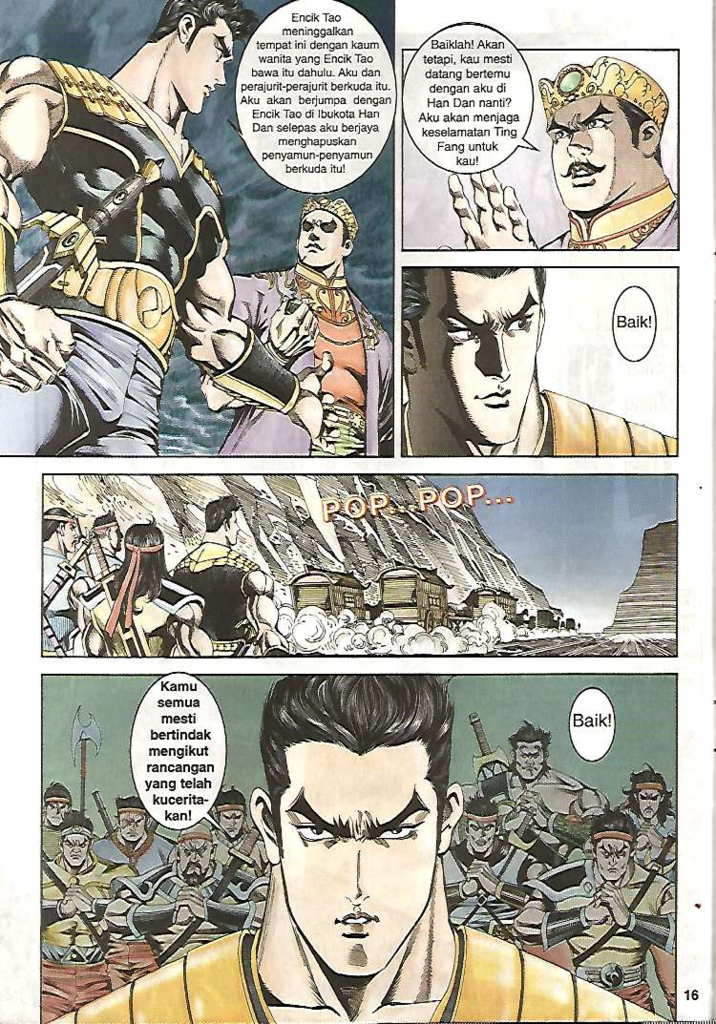 Encik Tao
meninggalkan
tempat ini dengan kaum
wanita yang Encik Tao
bawa itu dahulu. Aku dan
perajurit-perajurit berkuda itu.
Aku akan berjumpa dengan
Encik Tao di Ibukota Han
Dan selepas aku berjaya
menghapuskan
penyamun-penyamun
berkuda itu!
Baiklah! Akan
tetapi, kau mesti
datang bertemu
dengan aku di
Han Dan nanti?
Aku akan menjaga
keselamatan Ting
Fang untuk
kau!
Baik!
POP...POP...
Kamu
semua
mesti
bertindak
mengikut
rancangan
yang telah
kucerita-
kan!
Baik!
16